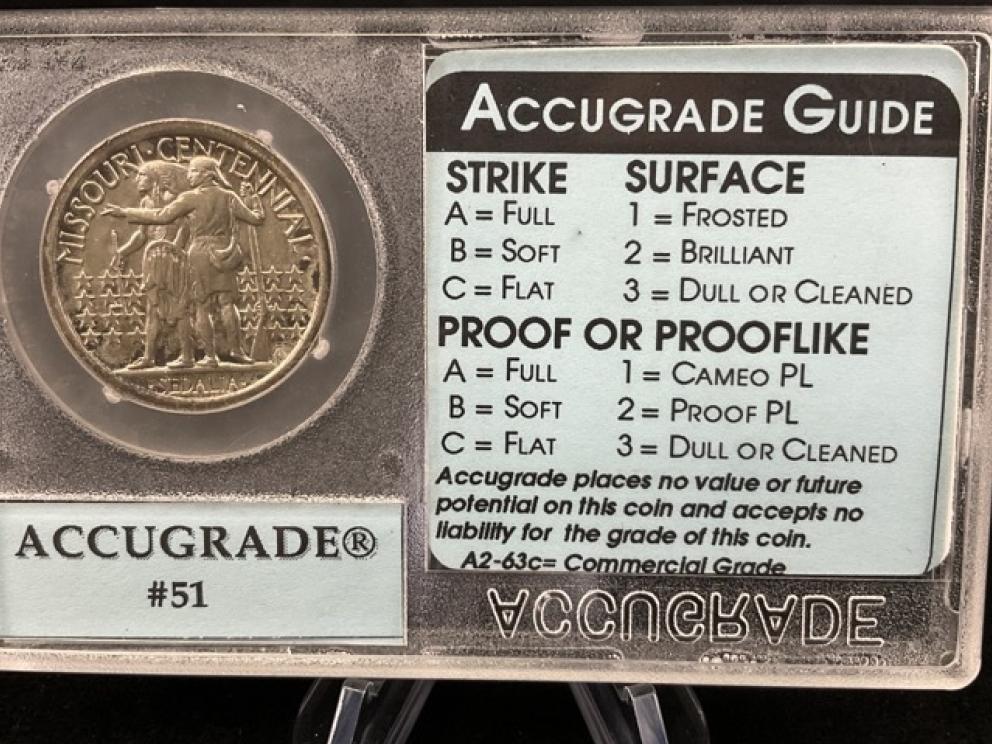 MISSOURI·CENTENNIAL
·SEDALIA·
ACCUGRADE®
#51
ACCUGRADE GUIDE
STRIKE SURFACE
A = FULL 1 = FROSTED
B = SOFT 2 = BRILLIANT
C = FLAT 3 = DULL OR CLEANED
PROOF OR PROOFLIKE
A = FULL 1 = CAMEO PL
B = SOFT 2 = PROOF PL
C = FLAT 3 = DULL OR CLEANED
Accugrade places no value or future
potential on this coin and accepts no
liability for the grade of this coin.
A2-63c= Commercial Grade
ACCUGRADE